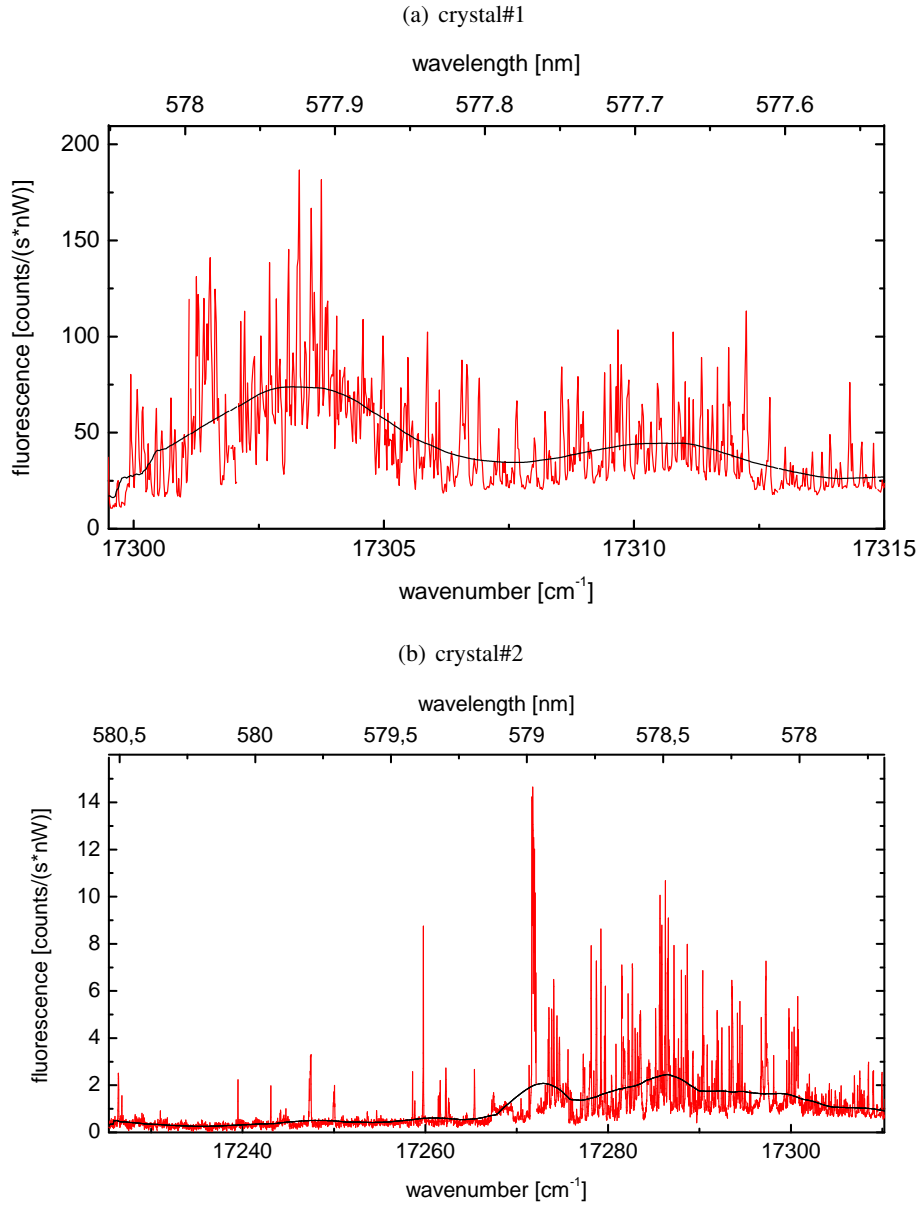 (a) crystal#1
wavelength [nm]
578 577.9 577.8 577.7 577.6
200
150
100
50
0
fluorescence [counts/(s*nW)]
17300 17305 17310 17315
wavenumber [cm-1]
(b) crystal#2
wavelength [nm]
580,5 580 579,5 579 578,5 578
14
12
10
8
6
4
2
0
fluorescence [counts/(s*nW)]
17240 17260 17280 17300
wavenumber [cm-1]